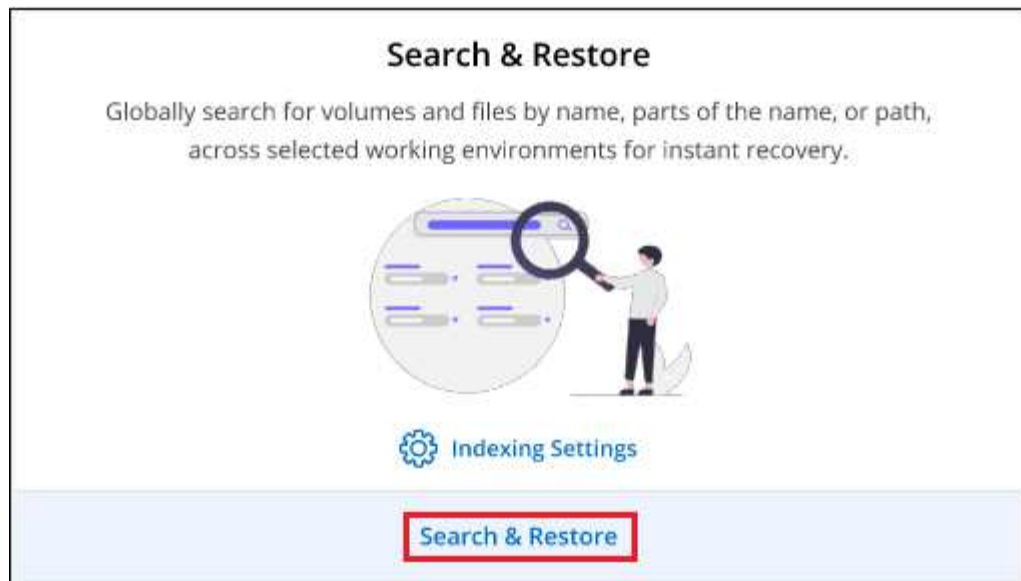 Search & Restore
Globally search for volumes and files by name, parts of the name, or path,
across selected working environments for instant recovery.
Indexing Settings
Search & Restore